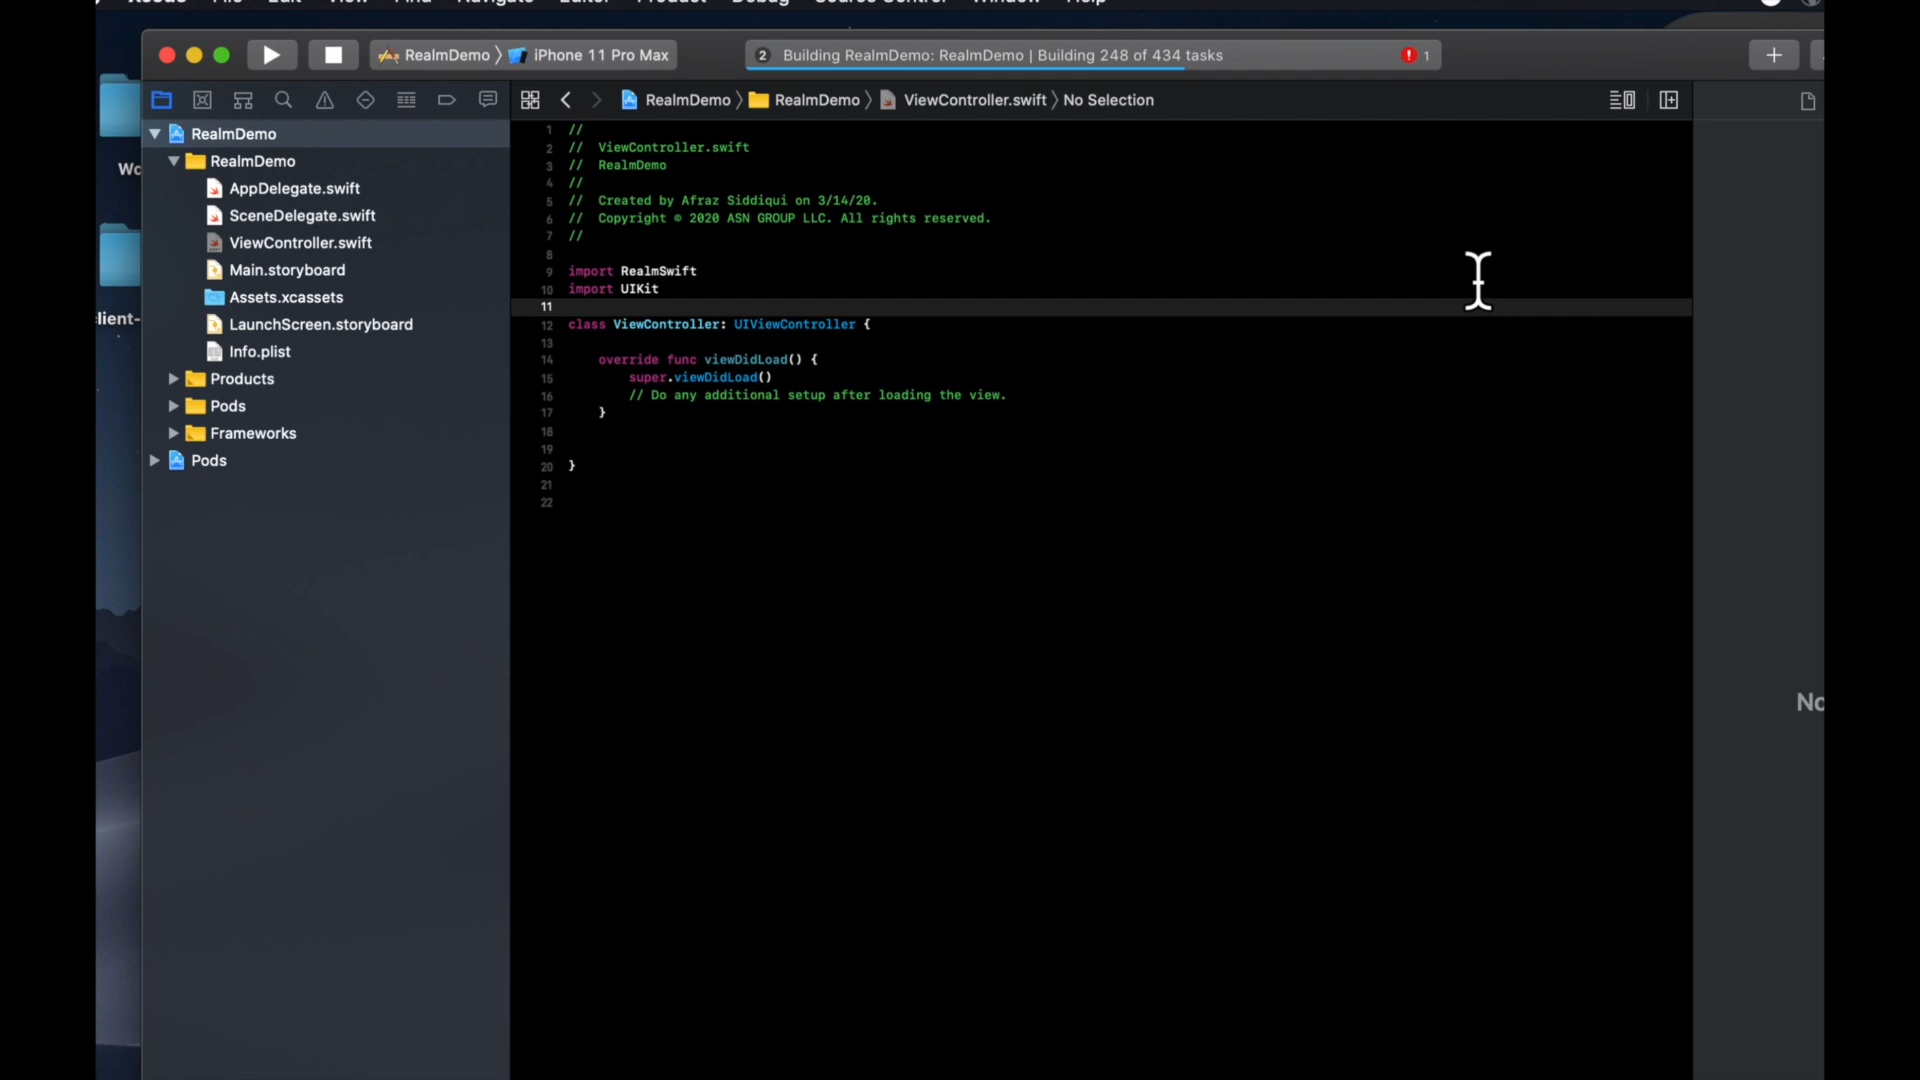 File Edit View Find Navigate Editor Product Debug Source Control Window Help
RealmDemo iPhone 11 Pro Max
2 Building RealmDemo: RealmDemo | Building 248 of 434 tasks 1
RealmDemo RealmDemo ViewController.swift No Selection
RealmDemo
RealmDemo
AppDelegate.swift
SceneDelegate.swift
ViewController.swift
Main.storyboard
Assets.xcassets
LaunchScreen.storyboard
Info.plist
Products
Pods
Frameworks
Pods
1 //
2 // ViewController.swift
3 // RealmDemo
4 //
5 // Created by Afraz Siddiqui on 3/14/20.
6 // Copyright © 2020 ASN GROUP LLC. All rights reserved.
7 //
8
9 import RealmSwift
10 import UIKit
11
12 class ViewController: UIViewController {
13
14 override func viewDidLoad() {
15 super.viewDidLoad()
16 // Do any additional setup after loading the view.
17 }
18
19
20 }
21
22
Wo
lient-
No